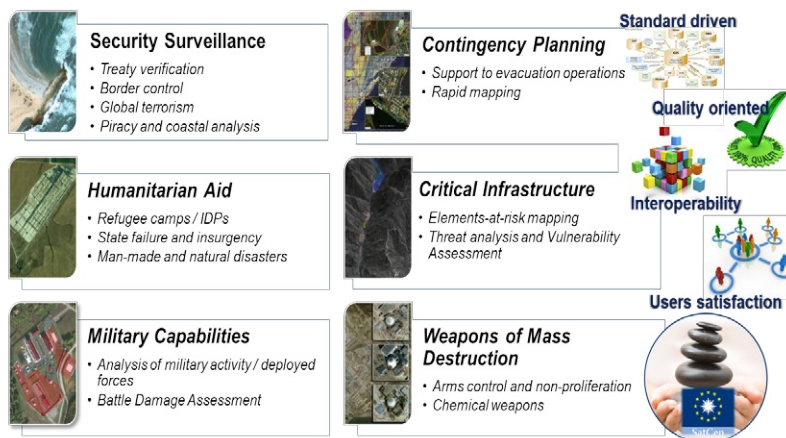 Security Surveillance
• Treaty verification
• Border control
• Global terrorism
• Piracy and coastal analysis
Contingency Planning
• Support to evacuation operations
• Rapid mapping
Standard driven
Quality oriented
Humanitarian Aid
• Refugee camps / IDPs
• State failure and insurgency
• Man-made and natural disasters
Critical Infrastructure
• Elements-at-risk mapping
• Threat analysis and Vulnerability
Assessment
Interoperability
Users satisfaction
Military Capabilities
• Analysis of military activity / deployed
forces
• Battle Damage Assessment
Weapons of Mass
Destruction
• Arms control and non-proliferation
• Chemical weapons
SatCen